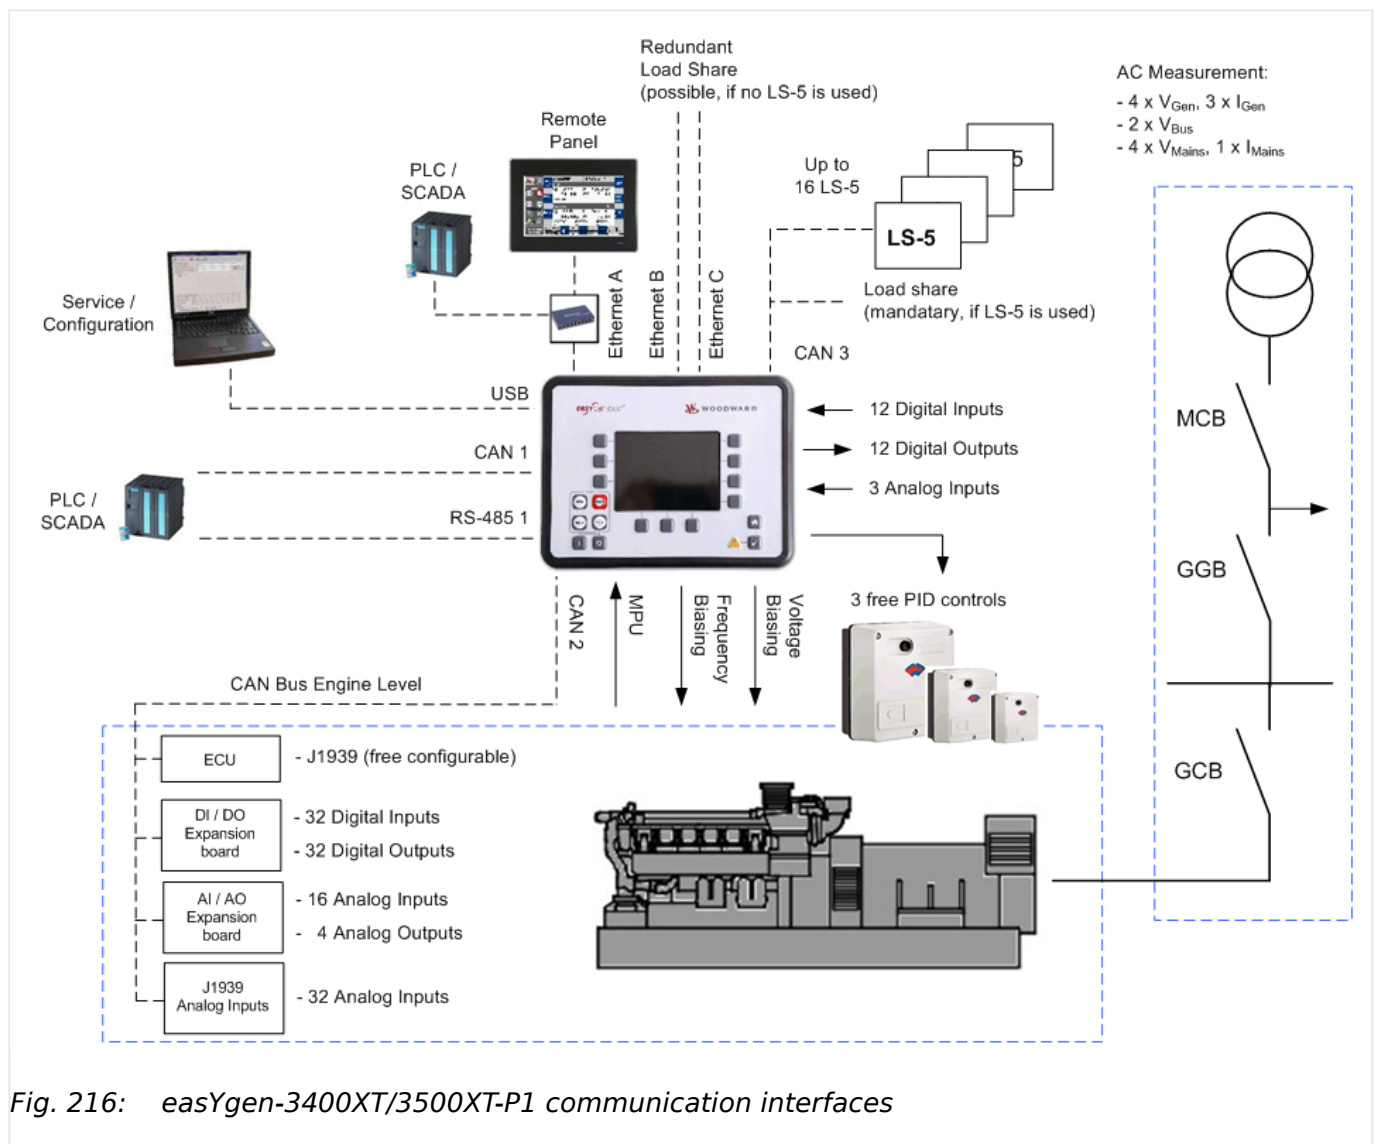 Redundant
Load Share
(possible, if no LS-5 is used)
AC Measurement:
- 4 x VGen, 3 x IGen
- 2 x VBus
- 4 x VMains, 1 x IMains
Remote
Panel
PLC /
SCADA
Up to
16 LS-5
5
LS-5
Service /
Configuration
Ethernet A
Ethernet B
Ethernet C
Load share
(mandatary, if LS-5 is used)
CAN 3
USB
WOODWARD
12 Digital Inputs
MCB
CAN 1
12 Digital Outputs
PLC /
SCADA
3 Analog Inputs
RS-485 1
GGB
CAN 2
MPU
Frequency
Biasing
Voltage
Biasing
3 free PID controls
CAN Bus Engine Level
ECU
- J1939 (free configurable)
GCB
DI / DO
Expansion
board
- 32 Digital Inputs
- 32 Digital Outputs
AI / AO
Expansion
board
- 16 Analog Inputs
- 4 Analog Outputs
J1939
Analog Inputs
- 32 Analog Inputs
Fig. 216: easYgen-3400XT/3500XT-P1 communication interfaces